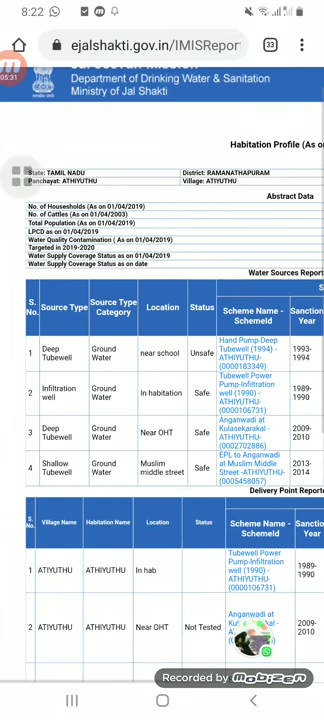 8:22
05:31
ejalshakti.gov.in/IMISReport
33
Department of Drinking Water & Sanitation
Ministry of Jal Shakti
Habitation Profile (As on
State: TAMIL NADU District: RAMANATHAPURAM
Panchayat: ATHIYUTHU Village: ATIYUTHU
Abstract Data
No. of Housesholds (As on 01/04/2019)
No. of Cattles (As on 01/04/2003)
Total Population (As on 01/04/2019)
LPCD as on 01/04/2019
Water Quality Contamination ( As on 01/04/2019)
Targeted in 2019-2020
Water Supply Coverage Status as on 01/04/2019
Water Supply Coverage Status as on date
Water Sources Report
S. No. Source Type Source Type Category Location Status Scheme Name - SchemeId Sanction Year
1 Deep Tubewell Ground Water near school Unsafe Hand Pump-Deep Tubewell (1994) - ATHIYUTHU- (0000183349) 1993-1994
2 Infiltration well Ground Water In habitation Safe Tubewell Power Pump-Infiltration well (1990) - ATHIYUTHU- (0000106731) 1989-1990
3 Deep Tubewell Ground Water Near OHT Safe Anganwadi at Kulasekarakal - ATHIYUTHU- (0002702886) 2009-2010
4 Shallow Tubewell Ground Water Muslim middle street Safe EPL to Anganwadi at Muslim Middle Street -ATHIYUTHU- (0005458057) 2013-2014
Delivery Point Reporte
S. No. Village Name Habitation Name Location Status Scheme Name - SchemeId Sanctio Year
1 ATIYUTHU ATHIYUTHU In hab Tubewell Power Pump-Infiltration well (1990) - ATHIYUTHU- (0000106731) 1989-1990
2 ATIYUTHU ATHIYUTHU Near OHT Not Tested Anganwadi at 2009-2010
Recorded by mobizen